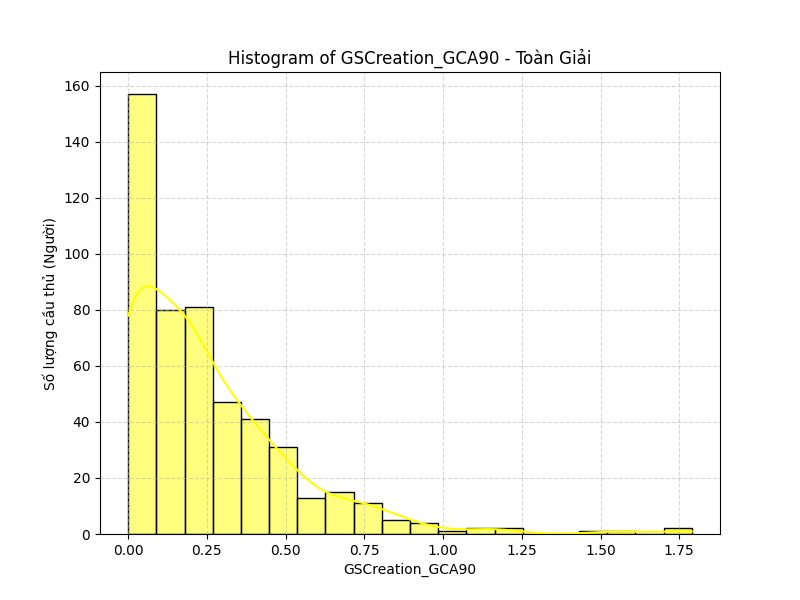 Histogram of GSCreation_GCA90 - Toàn Giải
160
140
120
100
80
60
40
20
0
Số lượng cầu thủ (Người)
0.00 0.25 0.50 0.75 1.00 1.25 1.50 1.75
GSCreation_GCA90